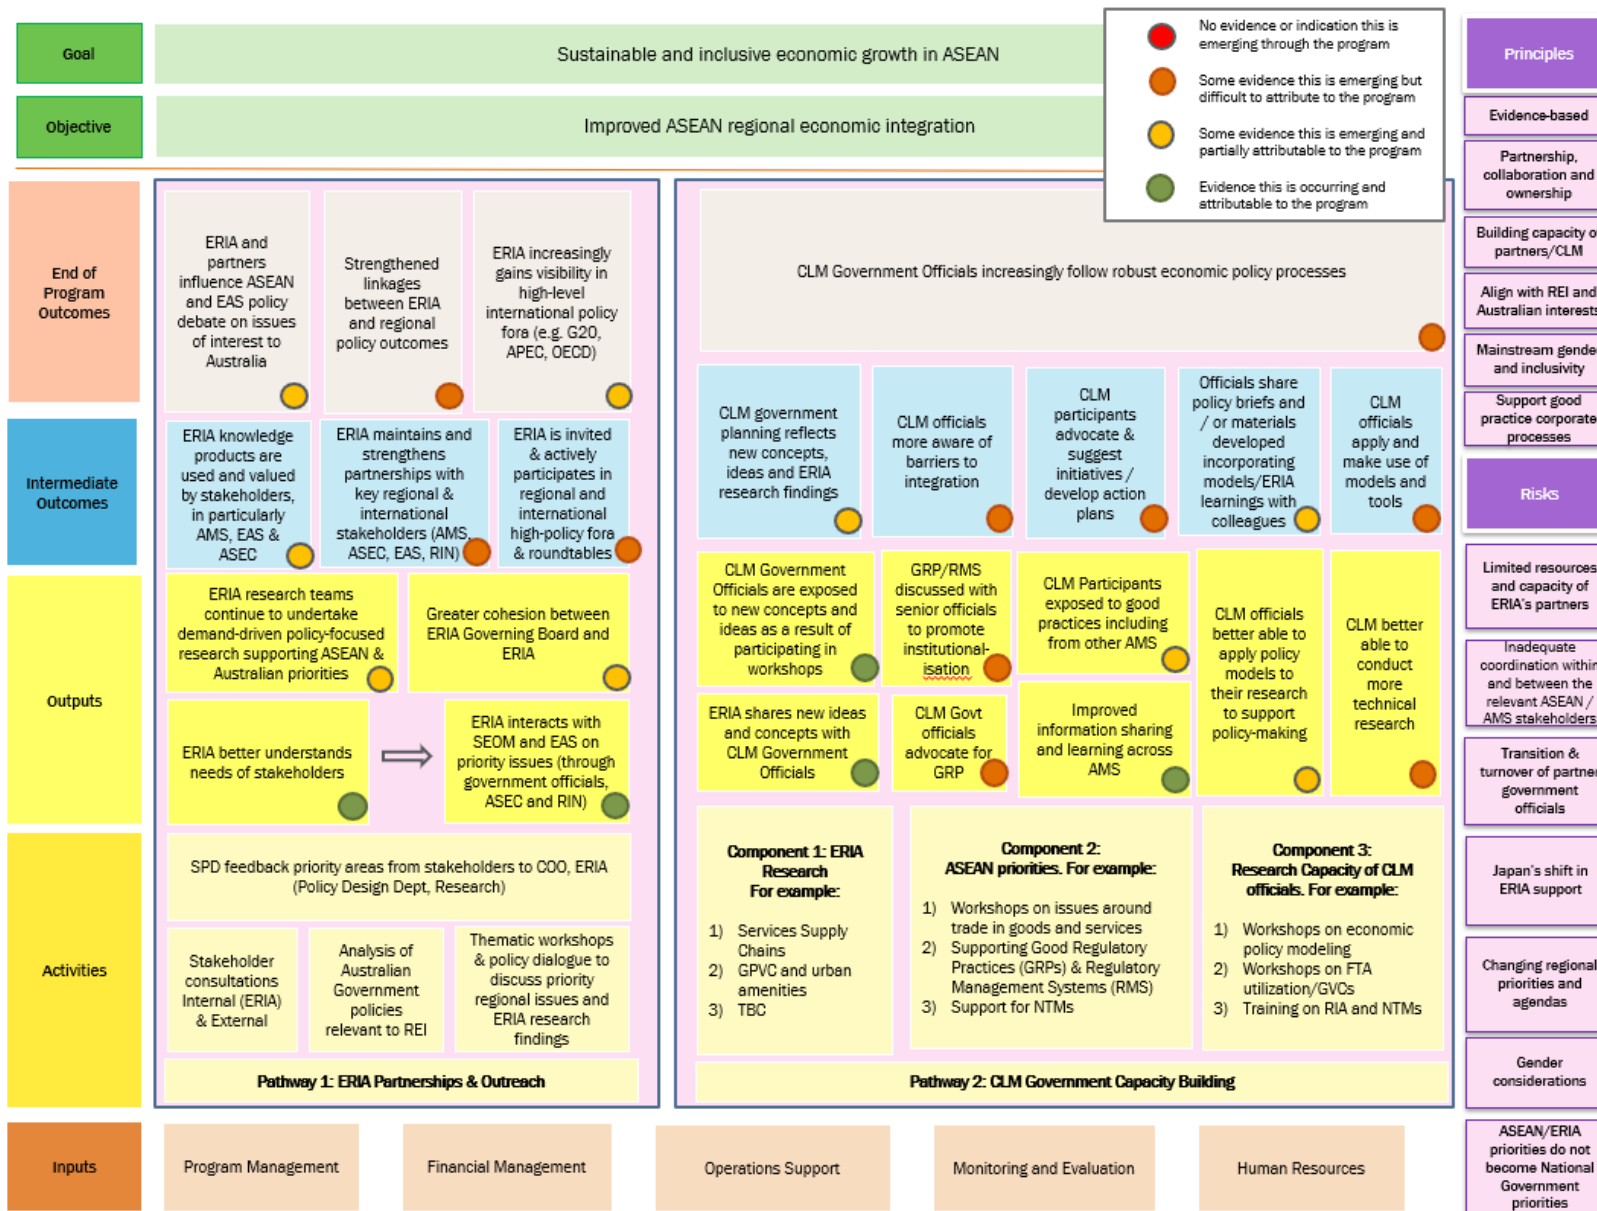 Goal
Sustainable and inclusive economic growth in ASEAN
No evidence or indication this is
emerging through the program
Some evidence this is emerging but
difficult to attribute to the program
Some evidence this is emerging and
partially attributable to the program
Evidence this is occurring and
attributable to the program
Objective
Improved ASEAN regional economic integration
End of
Program
Outcomes
ERIA and
partners
influence ASEAN
and EAS policy
debate on issues
of interest to
Australia
Strengthened
linkages
between ERIA
and regional
policy outcomes
ERIA increasingly
gains visibility in
high-level
international policy
fora (e.g. G20,
APEC, OECD)
CLM Government Officials increasingly follow robust economic policy processes
Intermediate
Outcomes
ERIA knowledge
products are
used and valued
by stakeholders,
in particularly
AMS, EAS &
ASEC
ERIA maintains and
strengthens
partnerships with
key regional &
international
stakeholders (AMS,
ASEC, EAS, RIN)
ERIA is invited
& actively
participates in
regional and
international
high-policy fora
& roundtables
CLM government
planning reflects
new concepts,
ideas and ERIA
research findings
CLM officials
more aware of
barriers to
integration
CLM
participants
advocate &
suggest
initiatives /
develop action
plans
Officials share
policy briefs and
/ or materials
developed
incorporating
models/ERIA
learnings with
colleagues
CLM
officials
apply and
make use of
models and
tools
Outputs
ERIA research teams
continue to undertake
demand-driven policy-focused
research supporting ASEAN &
Australian priorities
Greater cohesion between
ERIA Governing Board and
ERIA
ERIA better understands
needs of stakeholders
ERIA interacts with
SEOM and EAS on
priority issues (through
government officials,
ASEC and RIN)
CLM Government
Officials are exposed
to new concepts and
ideas as a result of
participating in
workshops
GRP/RMS
discussed with
senior officials
to promote
institutional-
isation
CLM Participants
exposed to good
practices including
from other AMS
CLM officials
better able to
apply policy
models to
their research
to support
policy-making
CLM better
able to
conduct
more
technical
research
ERIA shares new ideas
and concepts with
CLM Government
Officials
CLM Govt
officials
advocate for
GRP
Improved
information sharing
and learning across
AMS
Activities
SPD feedback priority areas from stakeholders to COO, ERIA
(Policy Design Dept, Research)
Stakeholder
consultations
Internal (ERIA)
& External
Analysis of
Australian
Government
policies
relevant to REI
Thematic workshops
& policy dialogue to
discuss priority
regional issues and
ERIA research
findings
Pathway 1: ERIA Partnerships & Outreach
Component 1: ERIA
Research
For example:
1) Services Supply
Chains
2) GPVC and urban
amenities
3) TBC
Component 2:
ASEAN priorities. For example:
1) Workshops on issues around
trade in goods and services
2) Supporting Good Regulatory
Practices (GRPs) & Regulatory
Management Systems (RMS)
3) Support for NTMs
Component 3:
Research Capacity of CLM
officials. For example:
1) Workshops on economic
policy modeling
2) Workshops on FTA
utilization/GVCs
3) Training on RIA and NTMs
Pathway 2: CLM Government Capacity Building
Inputs
Program Management
Financial Management
Operations Support
Monitoring and Evaluation
Human Resources
Principles
Evidence-based
Partnership,
collaboration and
ownership
Building capacity o
partners/CLM
Align with REI and
Australian interests
Mainstream gende
and inclusivity
Support good
practice corporate
processes
Risks
Limited resources
and capacity of
ERIA's partners
Inadequate
coordination within
and between the
relevant ASEAN /
AMS stakeholders
Transition &
turnover of partne
government
officials
Japan's shift in
ERIA support
Changing regional
priorities and
agendas
Gender
considerations
ASEAN/ERIA
priorities do not
become National
Government
priorities